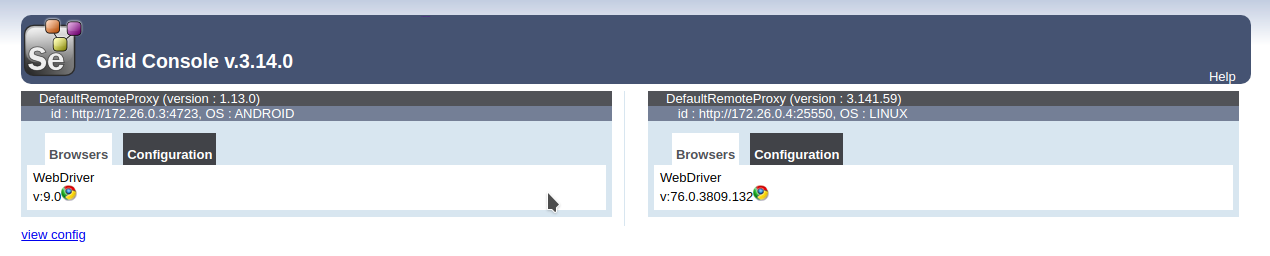 Se
Grid Console v.3.14.0
Help
DefaultRemoteProxy (version : 1.13.0)
id : http://172.26.0.3:4723, OS : ANDROID
Browsers
Configuration
WebDriver
v:9.0
DefaultRemoteProxy (version : 3.141.59)
id : http://172.26.0.4:25550, OS : LINUX
Browsers
Configuration
WebDriver
v:76.0.3809.132
view config